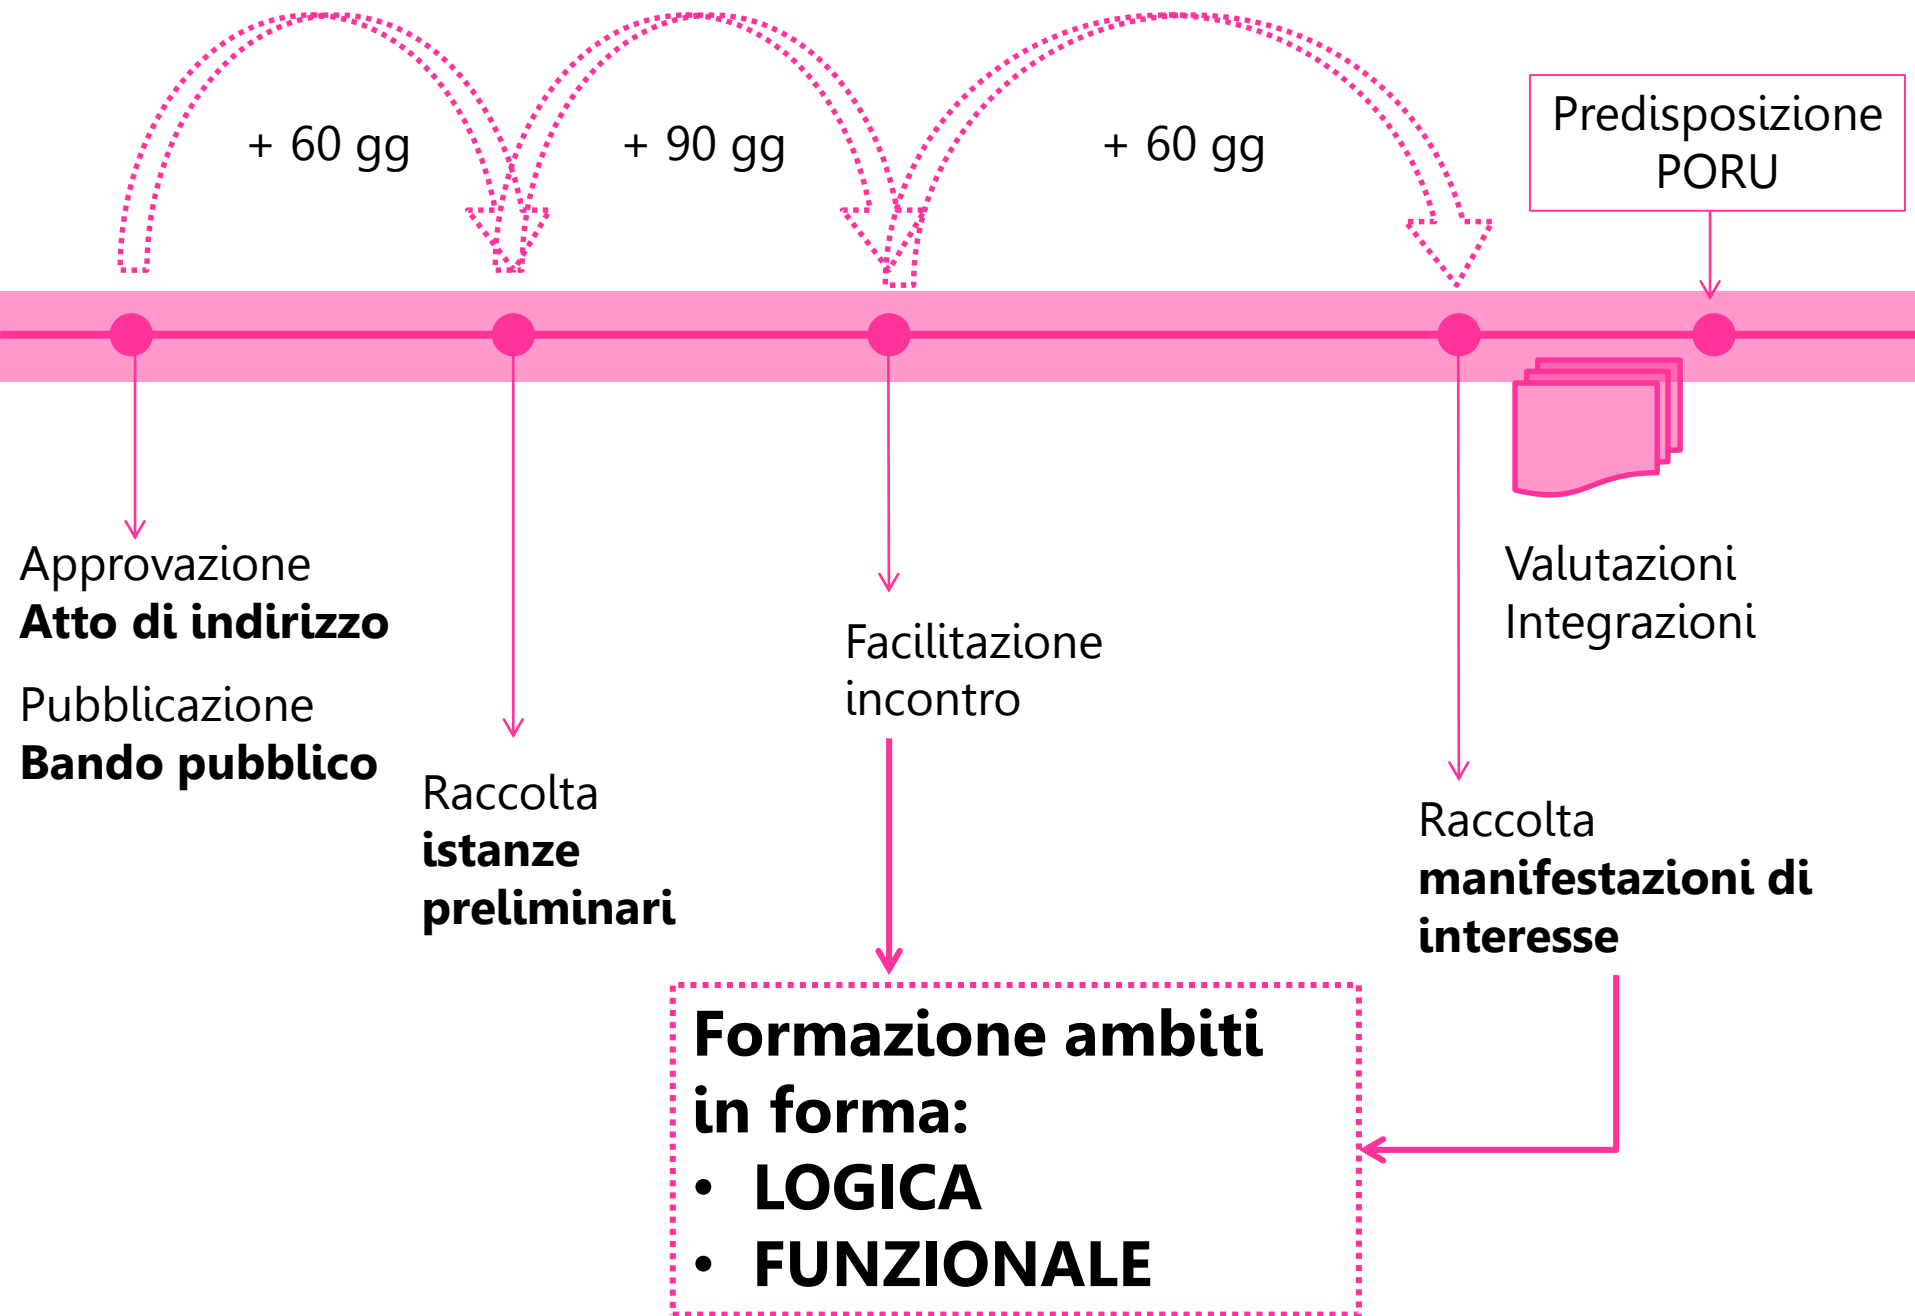 + 60 gg
+ 90 gg
+ 60 gg
Predisposizione
PORU
Approvazione
Atto di indirizzo
Pubblicazione
Bando pubblico
Raccolta
istanze
preliminari
Facilitazione
incontro
Valutazioni
Integrazioni
Raccolta
manifestazioni di
interesse
Formazione ambiti
in forma:
• LOGICA
• FUNZIONALE